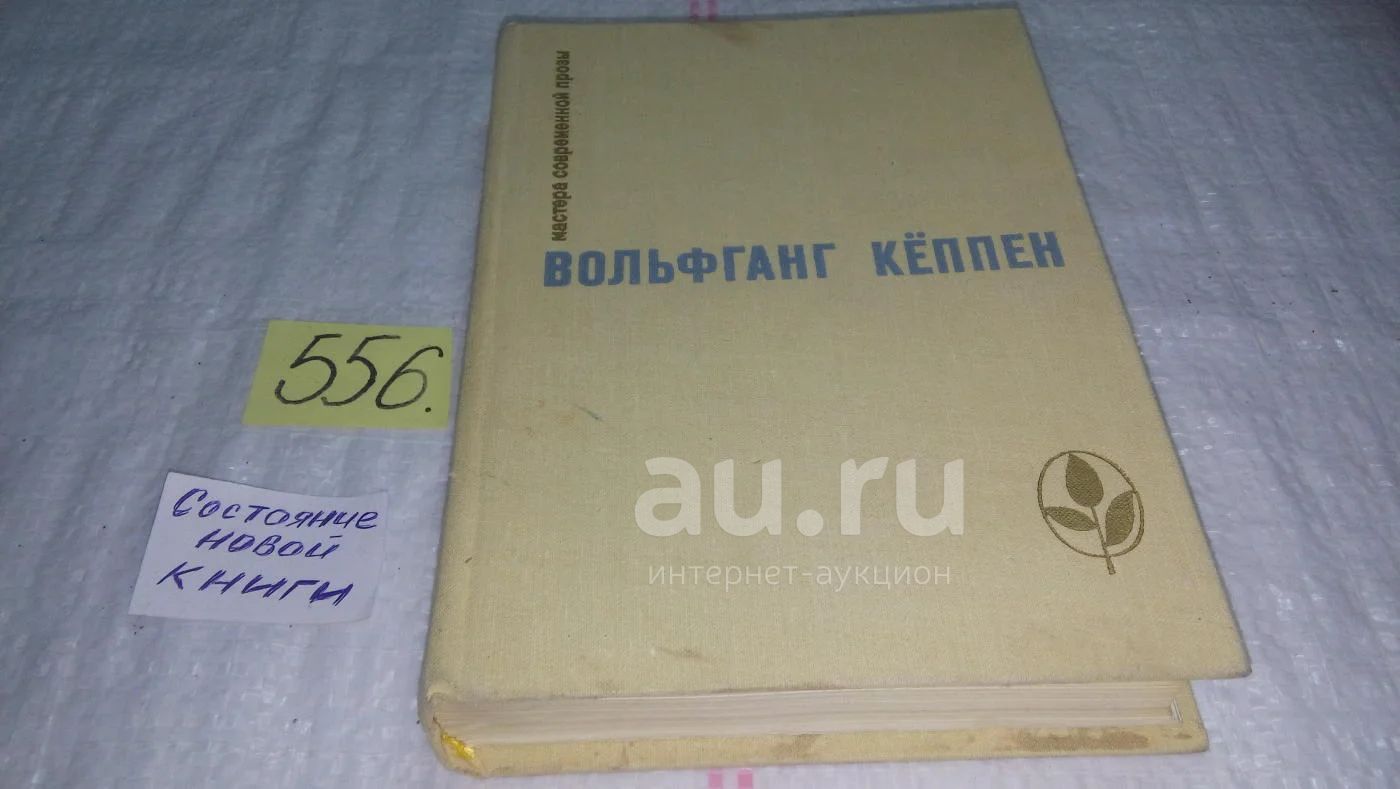 мастера современной прозы
ВОЛЬФГАНГ КЁППЕН
556.
Состояние
новой
книги
au.ru
интернет-аукцион